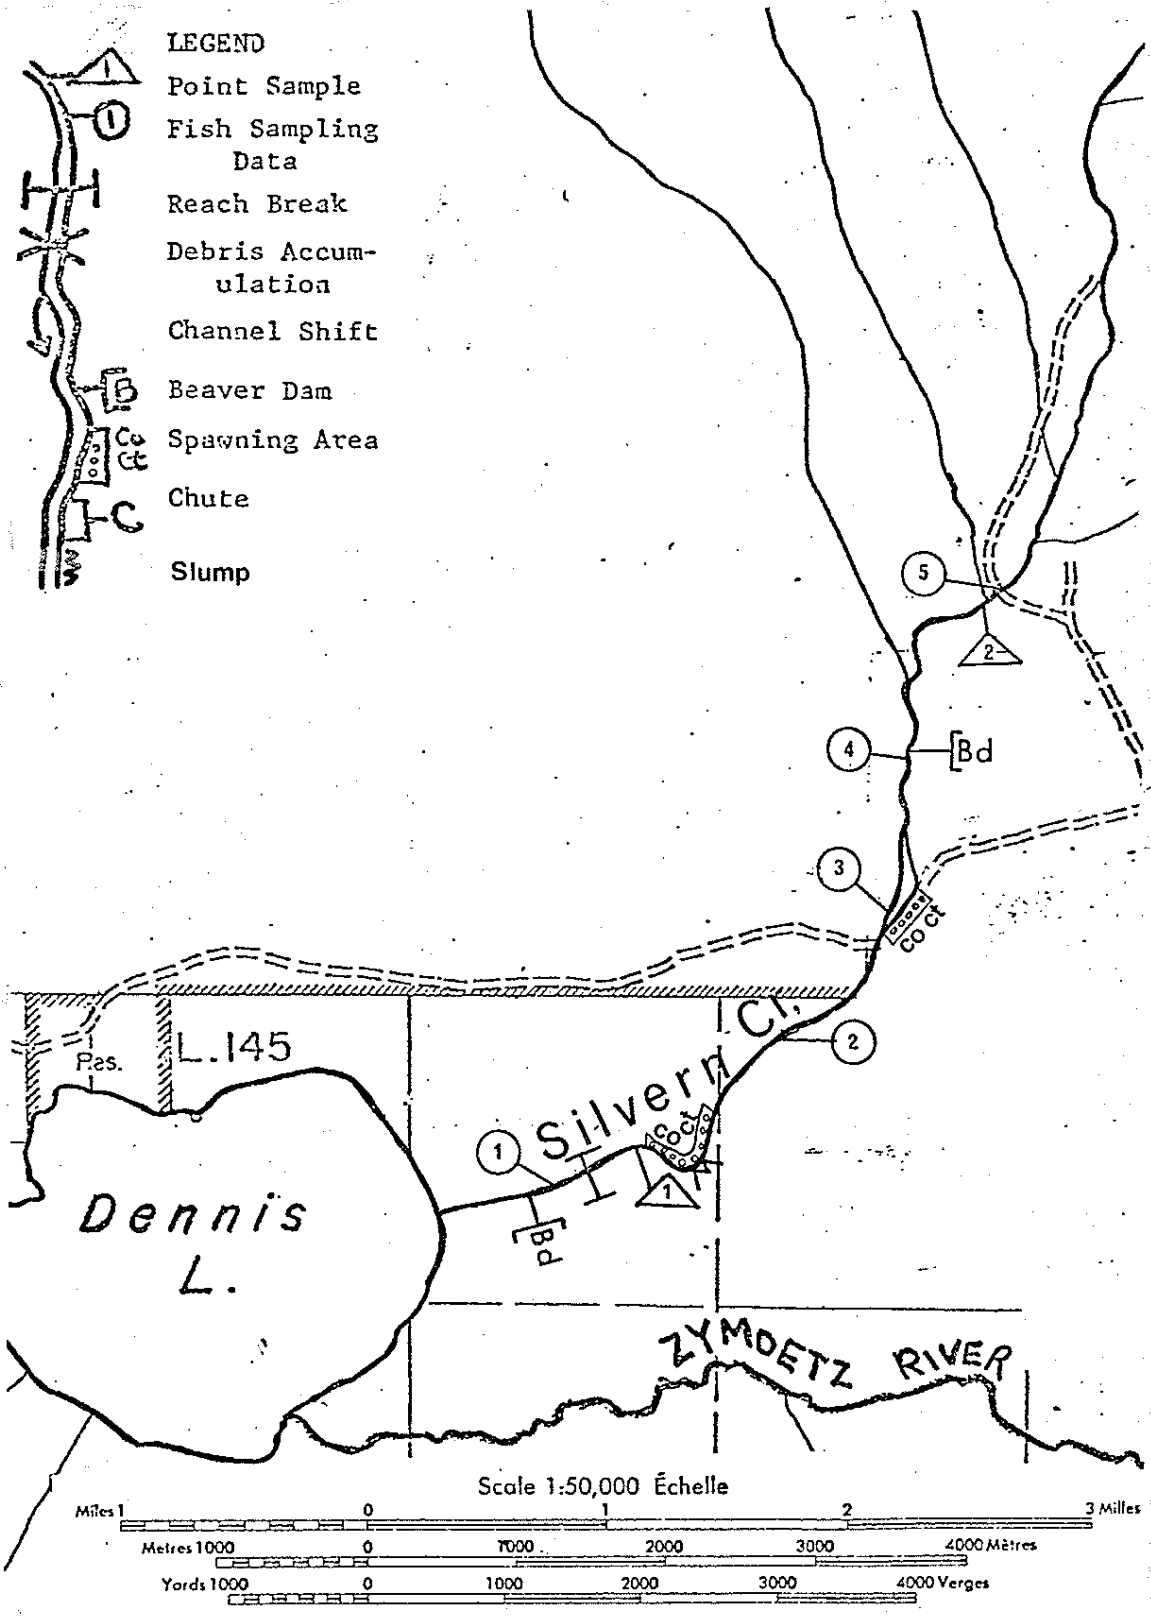 LEGEND
1
Point Sample
1
Fish Sampling
Data
Reach Break
Debris Accum-
ulation
Channel Shift
B
Beaver Dam
Co
Ct
Spawning Area
C
Chute
Slump
5
2
4
Bd
3
CO Ct
L.145
Res.
Silvern Cr.
2
CO Ct
1
1
Bd
Dennis
L.
ZYMOETZ RIVER
Scale 1:50,000 Échelle
Miles 1 0 1 2 3 Milles
Metres 1000 0 1000 2000 3000 4000 Mètres
Yards 1000 0 1000 2000 3000 4000 Verges